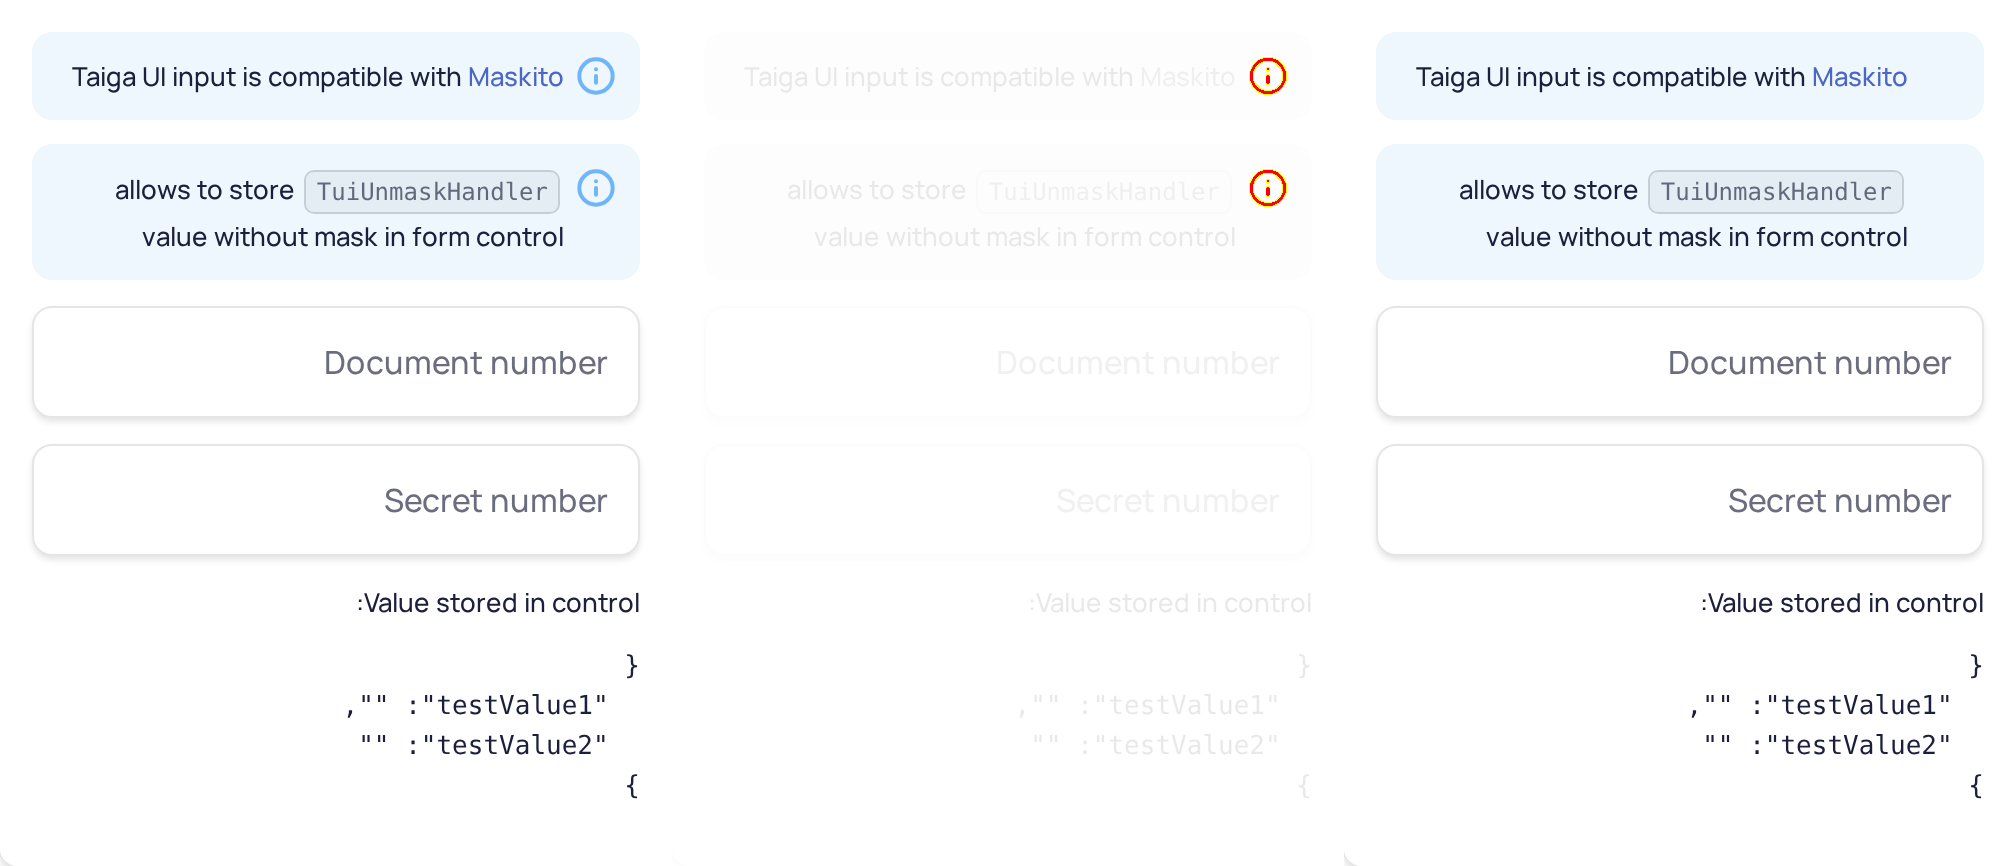 Taiga UI input is compatible with Maskito
allows to store TuiUnmaskHandler
value without mask in form control
Document number
Secret number
:Value stored in control
}
,"" :"testValue1"
"" :"testValue2"
{
Taiga UI input is compatible with Maskito
allows to store TuiUnmaskHandler
value without mask in form control
Document number
Secret number
:Value stored in control
}
,"" :"testValue1"
"" :"testValue2"
{
Taiga UI input is compatible with Maskito
allows to store TuiUnmaskHandler
value without mask in form control
Document number
Secret number
:Value stored in control
}
,"" :"testValue1"
"" :"testValue2"
{